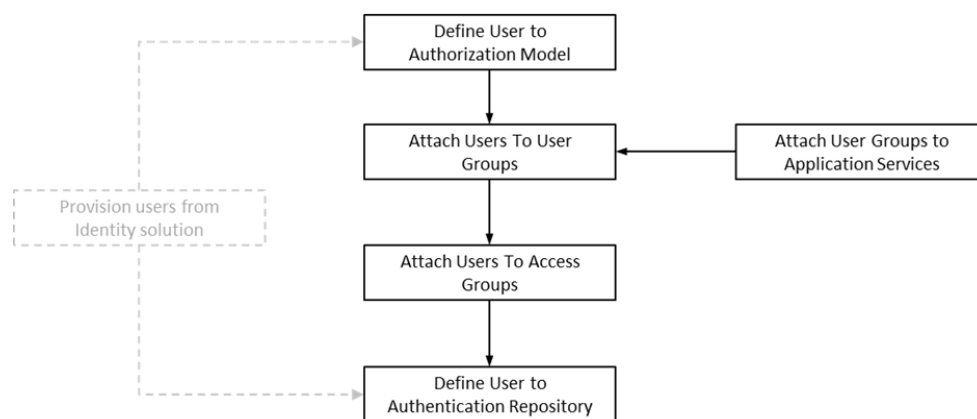 Define User to
Authorization Model
Attach Users To User
Groups
Attach User Groups to
Application Services
Provision users from
Identity solution
Attach Users To Access
Groups
Define User to
Authentication Repository